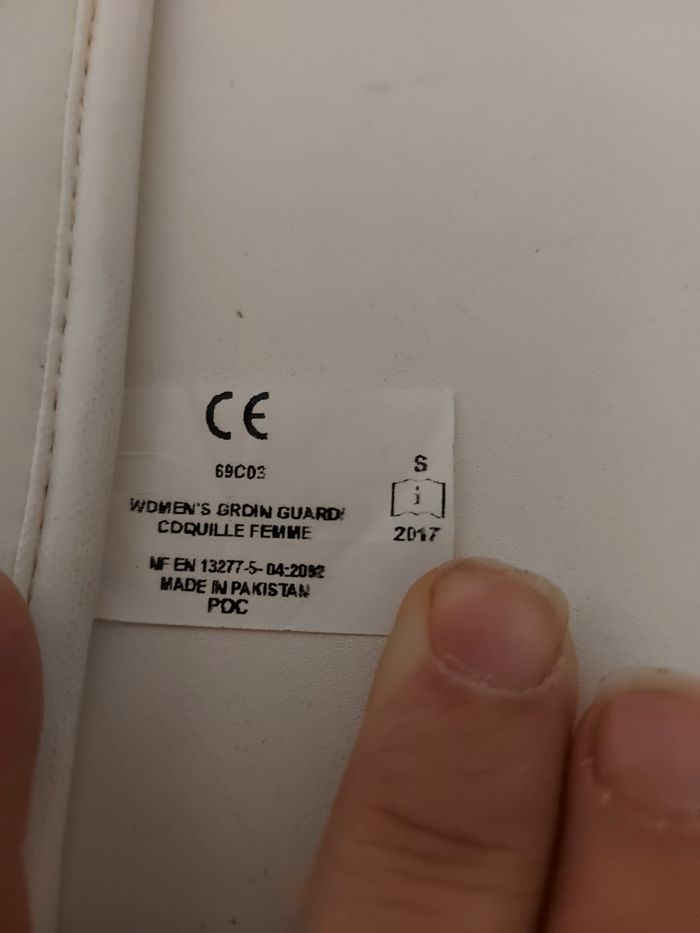 CE
69C03
WOMEN'S GROIN GUARD/
COQUILLE FEMME
NF EN 13277-5- 04:2002
MADE IN PAKISTAN
PDC
S
i
2017